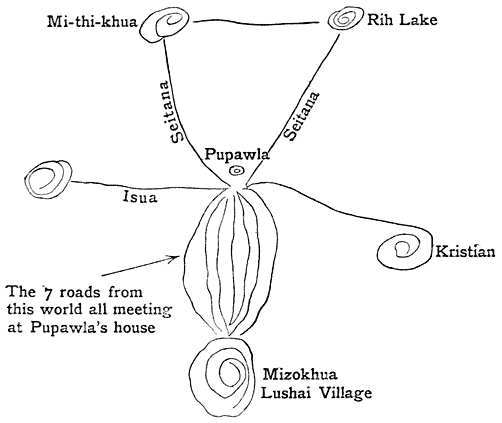 Mi-thi-khua
Rih Lake
Seitana
Seitana
Pupawla
Isua
Kristian
The 7 roads from
this world all meeting
at Pupawla's house
Mizokhua
Lushai Village